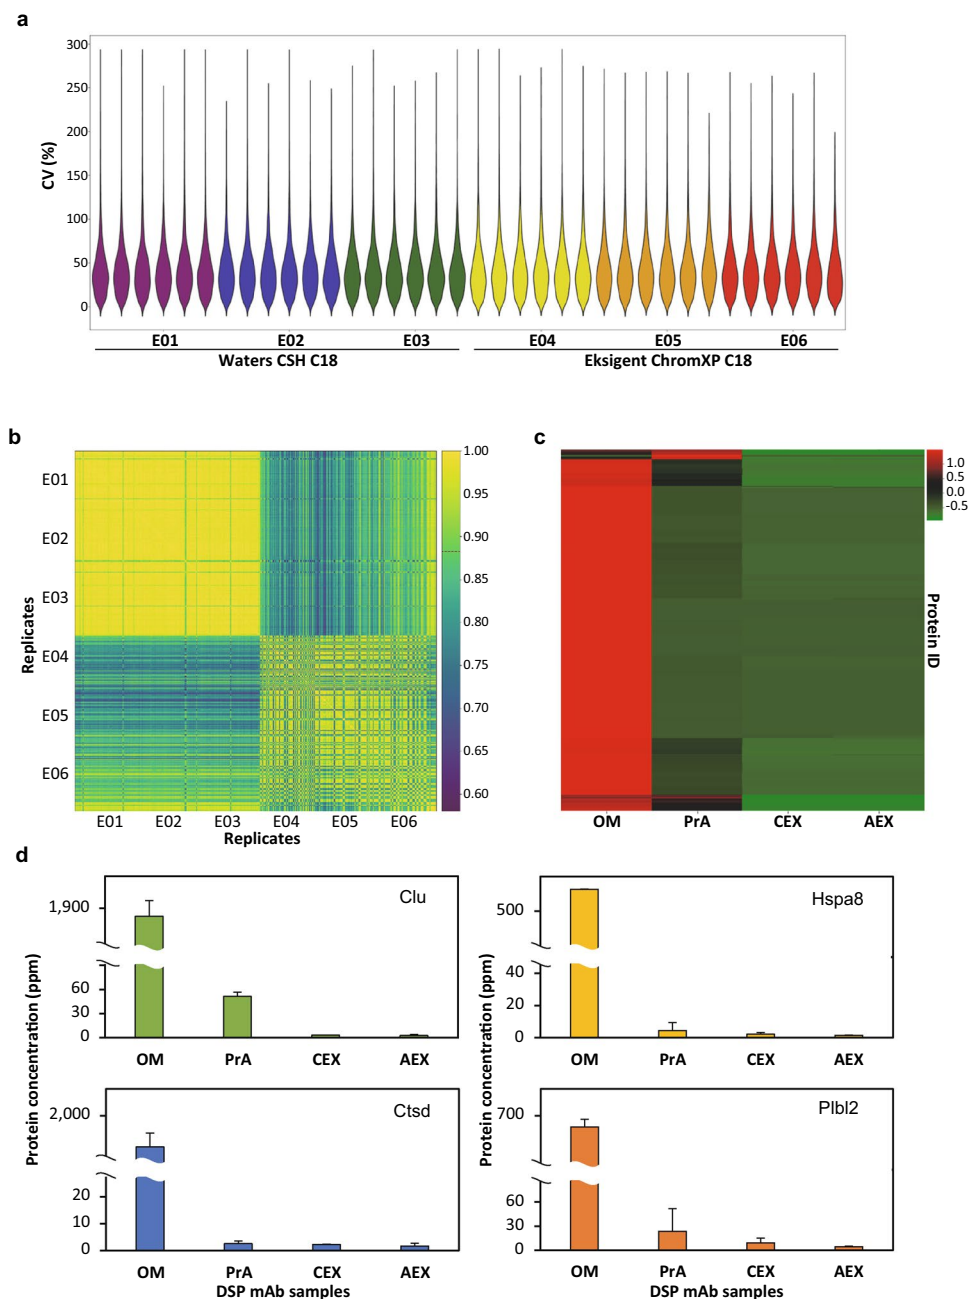 a
CV (%)
300
250
200
150
100
50
0
E01 E02 E03 E04 E05 E06
Waters CSH C18 Eksigent ChromXP C18
b
Replicates
E01
E02
E03
E04
E05
E06
E01 E02 E03 E04 E05 E06
Replicates
1.00
0.95
0.90
0.85
0.80
0.75
0.70
0.65
0.60
c
1.0
0.5
0.0
-0.5
Protein ID
OM PrA CEX AEX
d
Protein concentration (ppm)
Clu
1,900
60
30
0
OM PrA CEX AEX
Protein concentration (ppm)
Hspa8
500
40
20
0
OM PrA CEX AEX
Ctsd
2,000
20
10
0
OM PrA CEX AEX
DSP mAb samples
Plbl2
700
60
30
0
OM PrA CEX AEX
DSP mAb samples